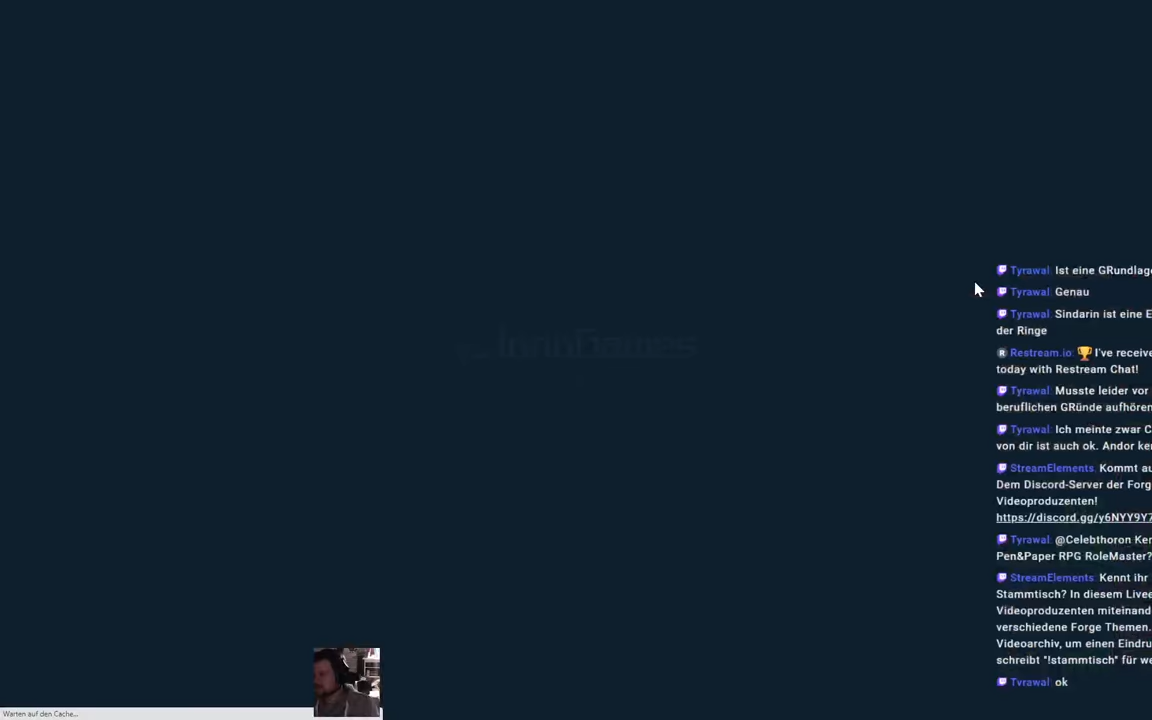 InnoGames
Tyrawal: Ist eine GRundlag
Tyrawal: Genau
Tyrawal: Sindarin ist eine E
der Ringe
Restream.io: 🏆 I've receive
today with Restream Chat!
Tyrawal: Musste leider vor
beruflichen GRünde aufhören
Tyrawal: Ich meinte zwar C
von dir ist auch ok. Andor ke
StreamElements: Kommt au
Dem Discord-Server der Forg
Videoproduzenten!
https://discord.gg/y6NYY9Y7
Tyrawal: @Celebthoron Ker
Pen&Paper RPG RoleMaster?
StreamElements: Kennt ihr
Stammtisch? In diesem Livee
Videoproduzenten miteinand
verschiedene Forge Themen.
Videoarchiv, um einen Eindru
schreibt "!stammtisch" für we
Tyrawal: ok
Warten auf den Cache...